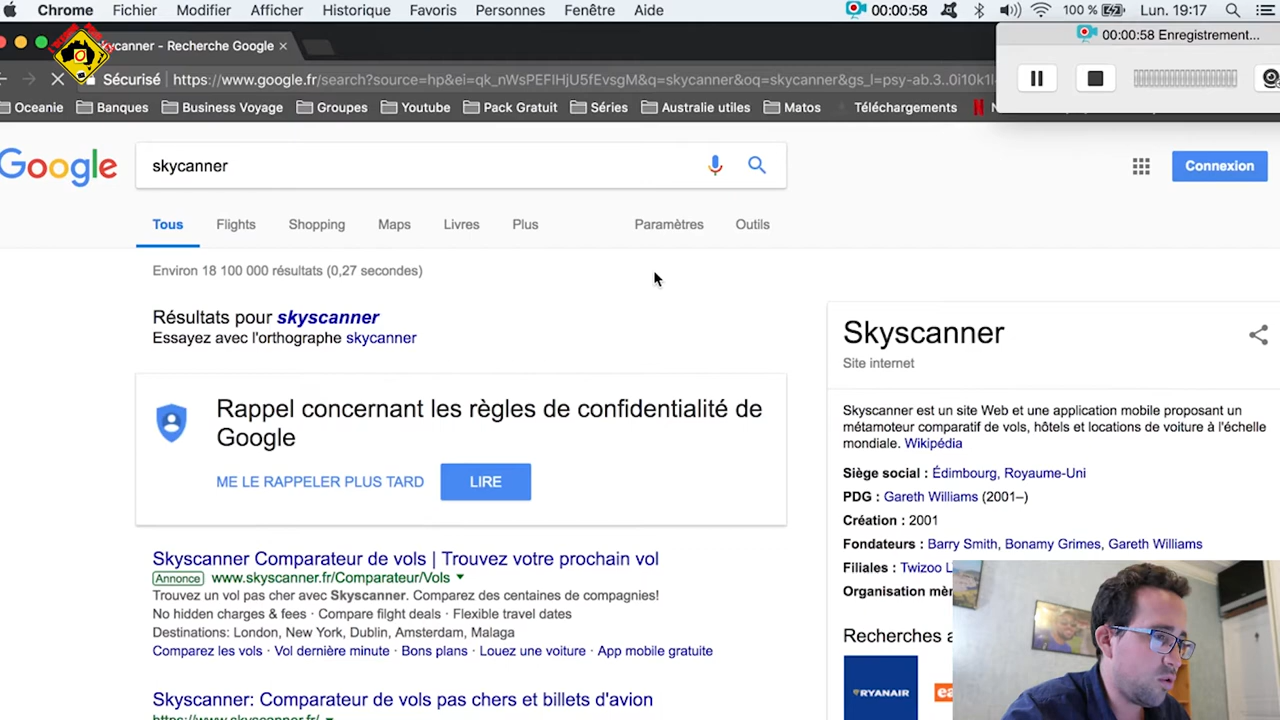 Chrome Fichier Modifier Afficher Historique Favoris Personnes Fenêtre Aide 00:00:58 100 % Lun. 19:17
00:00:58 Enregistrement...
kycanner - Recherche Google
Sécurisé https://www.google.fr/search?source=hp&ei=qk_nWsPEFIHjU5fEvsgM&q=skycanner&oq=skycanner&gs_l=psy-ab.3..0i10k1l
Oceanie Banques Business Voyage Groupes Youtube Pack Gratuit Séries Australie utiles Matos Téléchargements
Google skycanner Connexion
Tous Flights Shopping Maps Livres Plus Paramètres Outils
Environ 18 100 000 résultats (0,27 secondes)
Résultats pour skyscanner
Essayez avec l'orthographe skycanner
Rappel concernant les règles de confidentialité de
Google
ME LE RAPPELER PLUS TARD LIRE
Skyscanner Comparateur de vols | Trouvez votre prochain vol
Annonce www.skyscanner.fr/Comparateur/Vols
Trouvez un vol pas cher avec Skyscanner. Comparez des centaines de compagnies!
No hidden charges & fees · Compare flight deals · Flexible travel dates
Destinations: London, New York, Dublin, Amsterdam, Malaga
Comparez les vols · Vol dernière minute · Bons plans · Louez une voiture · App mobile gratuite
Skyscanner: Comparateur de vols pas chers et billets d'avion
https://www.skyscanner.fr/
Skyscanner
Site internet
Skyscanner est un site Web et une application mobile proposant un
métamoteur comparatif de vols, hôtels et locations de voiture à l'échelle
mondiale. Wikipédia
Siège social : Édimbourg, Royaume-Uni
PDG : Gareth Williams (2001–)
Création : 2001
Fondateurs : Barry Smith, Bonamy Grimes, Gareth Williams
Filiales : Twizoo L
Organisation mèr
Recherches a
RYANAIR
ea